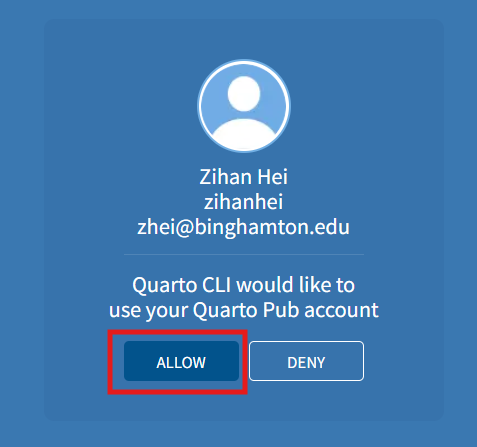 Zihan Hei
zihanhei
zhei@binghamton.edu
Quarto CLI would like to
use your Quarto Pub account
ALLOW
DENY